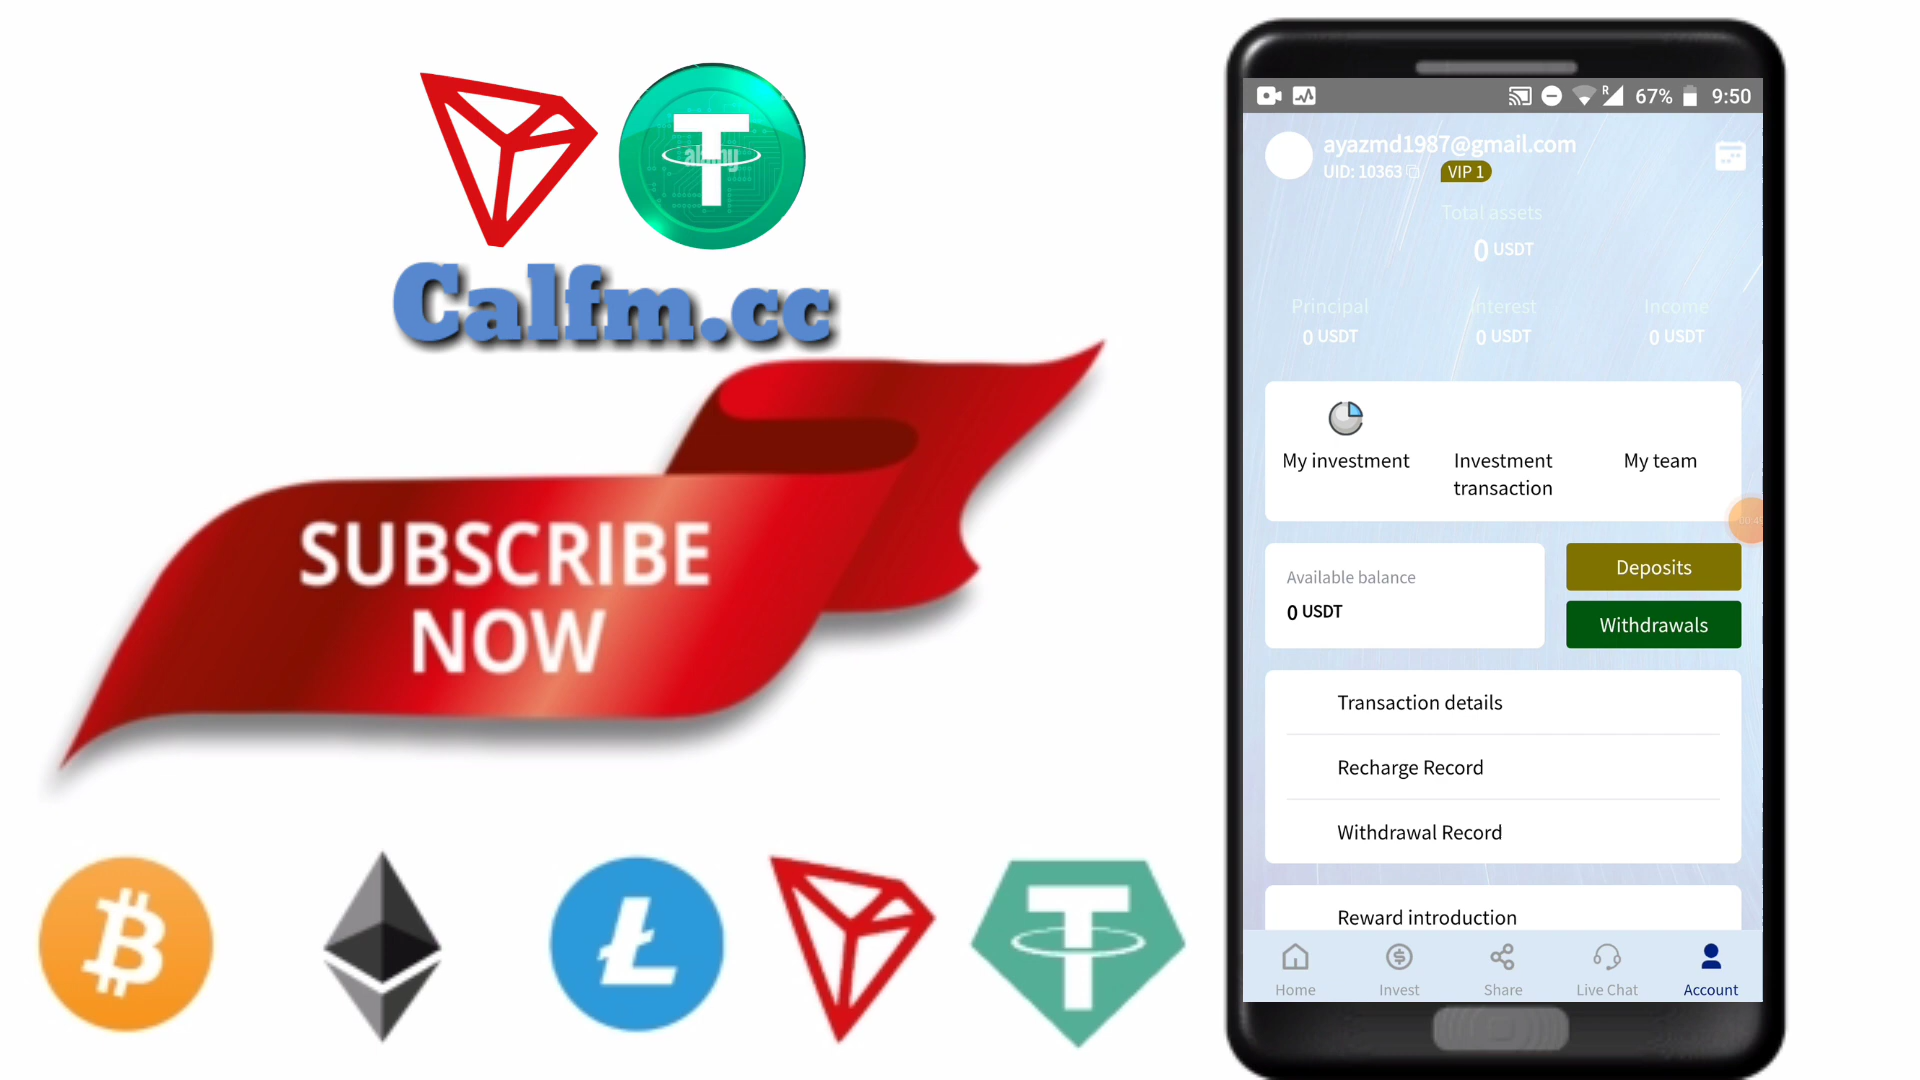 alamy
Calfm.cc
SUBSCRIBE
NOW
R
67%
9:50
ayazmd1987@gmail.com
UID: 10363
VIP 1
Total assets
0 USDT
Principal
Interest
Income
0 USDT
0 USDT
0 USDT
My investment
Investment
transaction
My team
Available balance
0 USDT
Deposits
Withdrawals
Transaction details
Recharge Record
Withdrawal Record
Reward introduction
Home
Invest
Share
Live Chat
Account